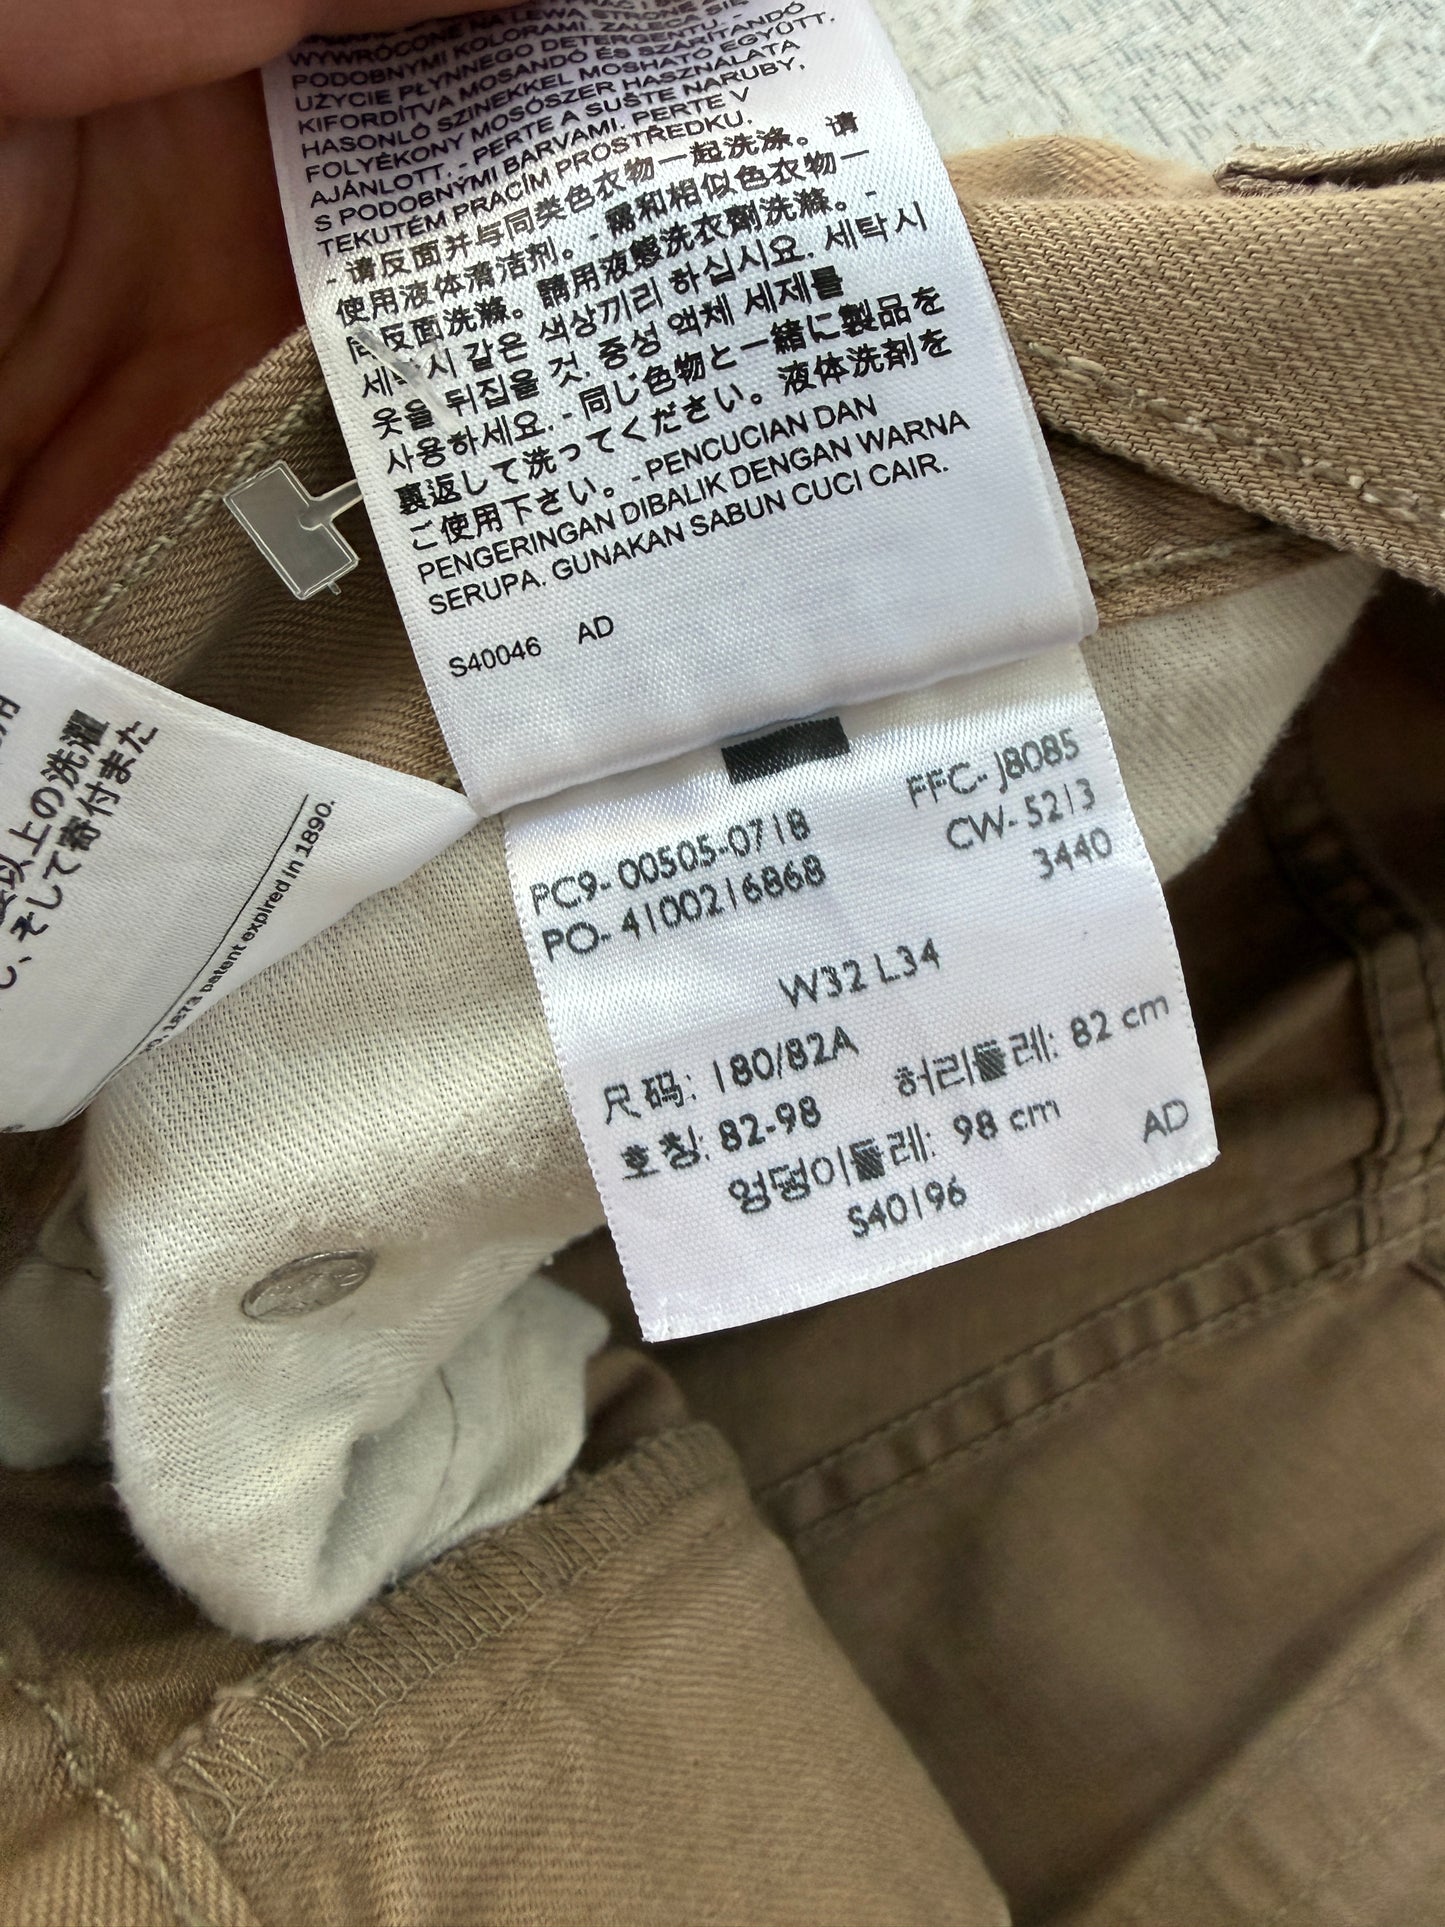 WYWRÓCONE NA LEWĄ STRONĘ
PODOBNYMI KOLORAMI. ZALECA SIĘ
UŻYCIE PŁYNNEGO DETERGENTU. -
KIFORDÍTVA MOSANDÓ ÉS SZÁRÍTANDÓ
HASONLÓ SZINEKKEL MOSHATÓ EGYÜTT.
FOLYÉKONY MOSÓSZER HASZNÁLATA
AJÁNLOTT. - PERTE A SUŠTE NARUBY,
S PODOBNÝMI BARVAMI. PERTE V
TEKUTÉM PRACÍM PROSTŘEDKU.
- 请反面并与同类色衣物一起洗涤。请
使用液体清洁剂。- 需和相似色衣物一
同反面洗滌。請用液態洗衣劑洗滌。-
세탁시 같은 색상끼리 하십시요. 세탁시
옷을 뒤집을 것. 중성 액체 세제를
사용하세요. - 同じ色物と一緒に製品を
裏返して洗ってください。液体洗剤を
ご使用下さい。- PENCUCIAN DAN
PENGERINGAN DIBALIK DENGAN WARNA
SERUPA. GUNAKAN SABUN CUCI CAIR.
S40046 AD
以上の洗濯
、そして寄付また
1873 patent expired in 1890.
FFC- J8085
PC9- 00505-0718 CW- 5213
PO- 4100216868 3440
W32 L34
尺码: 180/82A
호칭: 82-98 허리둘레: 82 cm
엉덩이둘레: 98 cm
S40196 AD